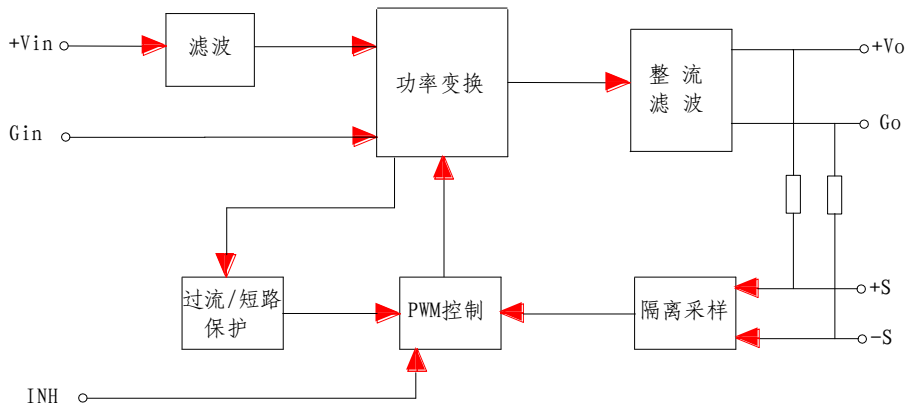 +Vin
滤波
功率变换
整 流
滤 波
+Vo
Gin
Go
过流/短路
保护
PWM控制
隔离采样
+S
-S
INH